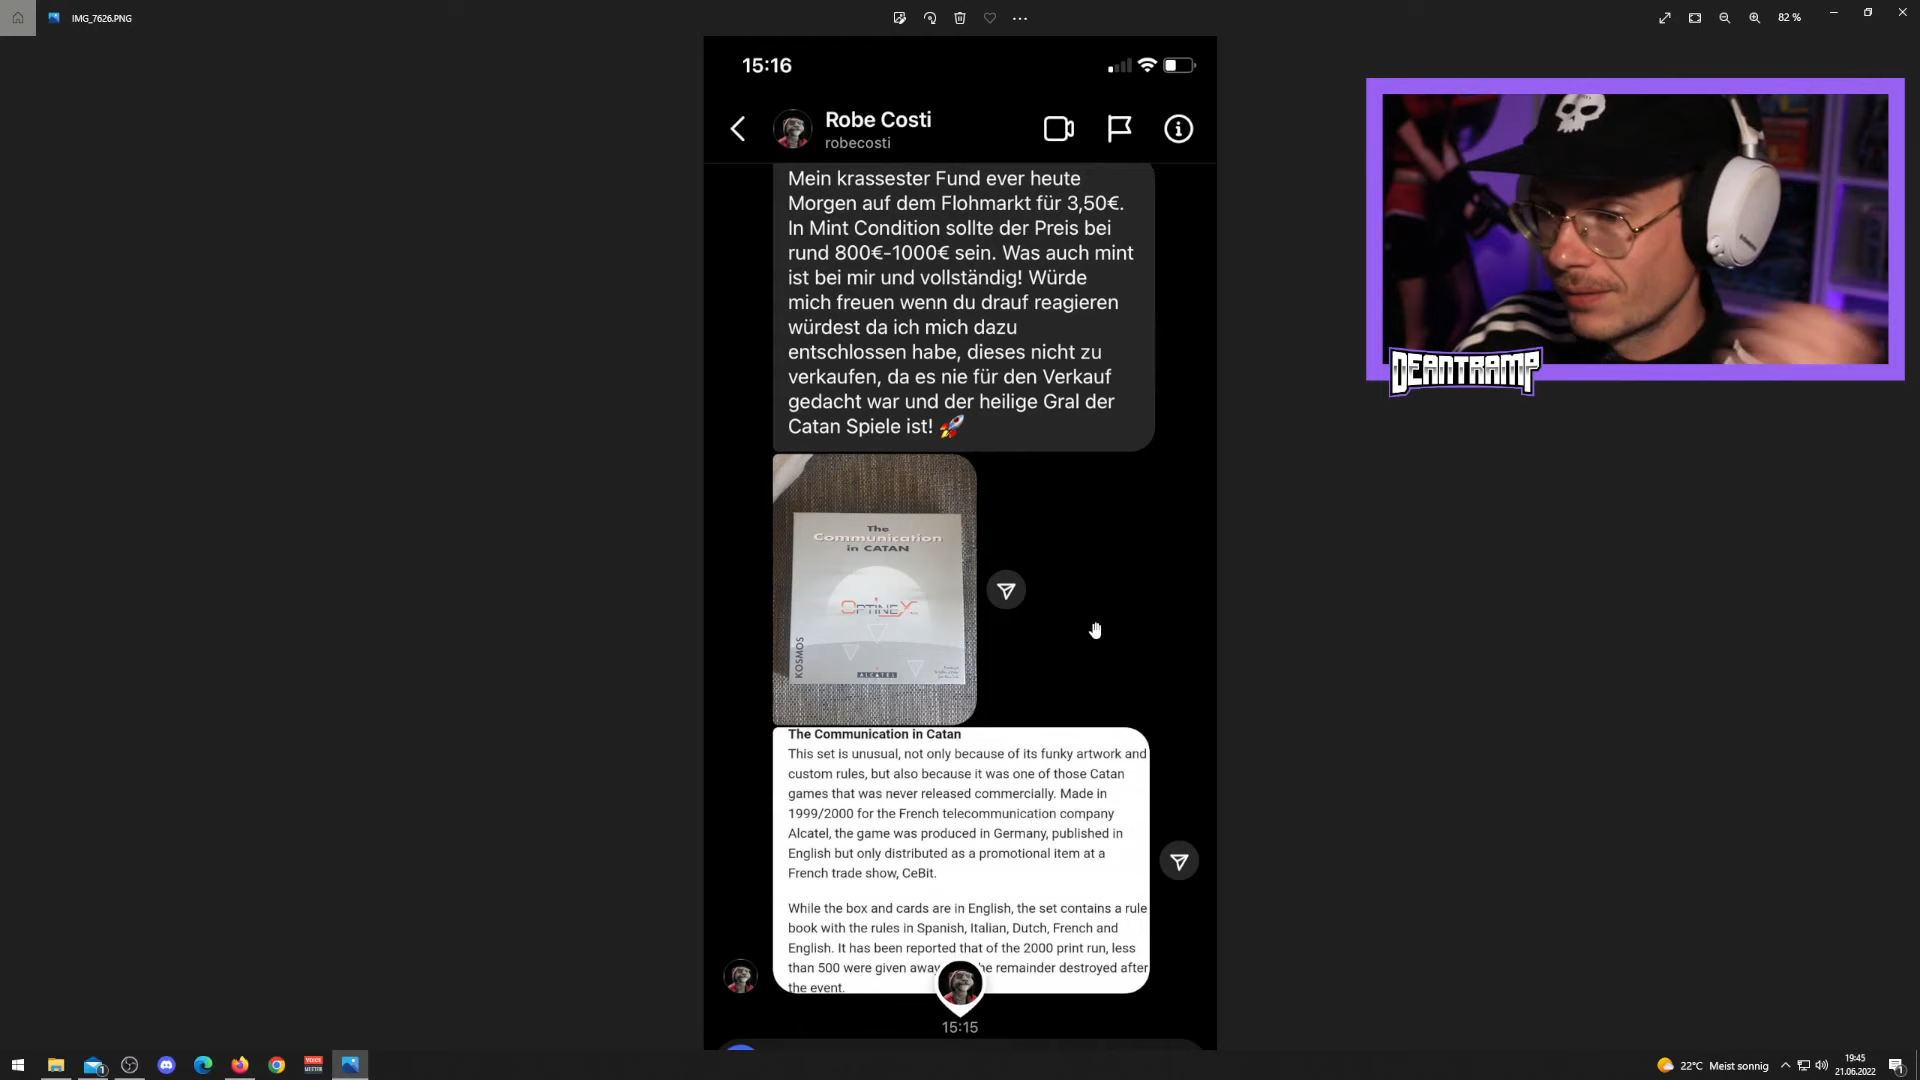 IMG_7626.PNG
82 %
15:16
Robe Costi
robecosti
Mein krassester Fund ever heute
Morgen auf dem Flohmarkt für 3,50€.
In Mint Condition sollte der Preis bei
rund 800€-1000€ sein. Was auch mint
ist bei mir und vollständig! Würde
mich freuen wenn du drauf reagieren
würdest da ich mich dazu
entschlossen habe, dieses nicht zu
verkaufen, da es nie für den Verkauf
gedacht war und der heilige Gral der
Catan Spiele ist! 🚀
DEANTRAMP
The
Communication
in CATAN
OPTINEX
KOSMOS
ALCATEL
The Communication in Catan
This set is unusual, not only because of its funky artwork and
custom rules, but also because it was one of those Catan
games that was never released commercially. Made in
1999/2000 for the French telecommunication company
Alcatel, the game was produced in Germany, published in
English but only distributed as a promotional item at a
French trade show, CeBit.
While the box and cards are in English, the set contains a rule
book with the rules in Spanish, Italian, Dutch, French and
English. It has been reported that of the 2000 print run, less
than 500 were given away he remainder destroyed after
the event.
15:15
VOICE
MEETER
22°C Meist sonnig
19:45
21.06.2022